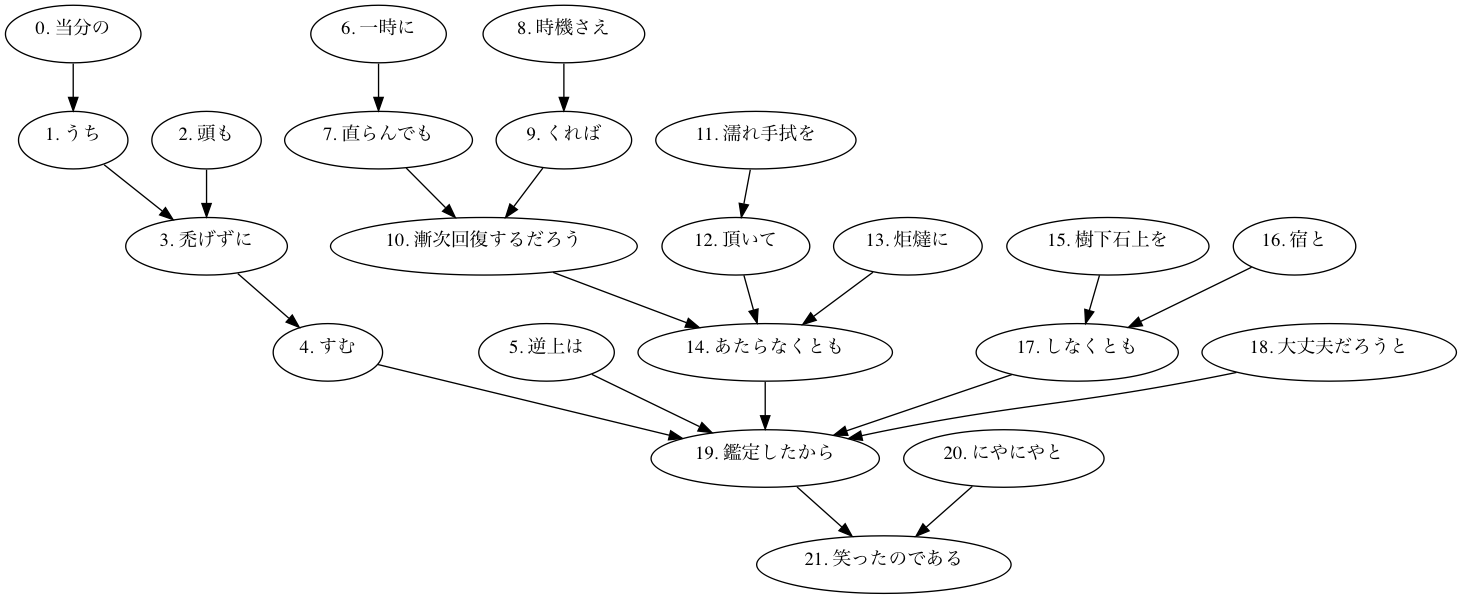 0. 当分の
6. 一時に
8. 時機さえ
1. うち
2. 頭も
7. 直らんでも
9. くれば
11. 濡れ手拭を
3. 禿げずに
10. 漸次回復するだろう
12. 頂いて
13. 炬燵に
15. 樹下石上を
16. 宿と
4. すむ
5. 逆上は
14. あたらなくとも
17. しなくとも
18. 大丈夫だろうと
19. 鑑定したから
20. にやにやと
21. 笑ったのである